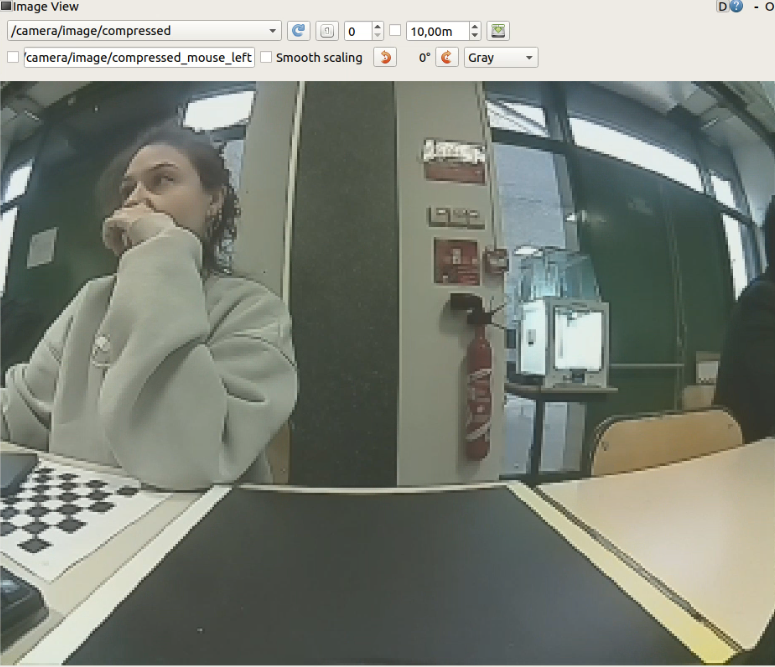 Image View
D ? - O
/camera/image/compressed
0
10,00m
/camera/image/compressed_mouse_left
Smooth scaling
0°
Gray